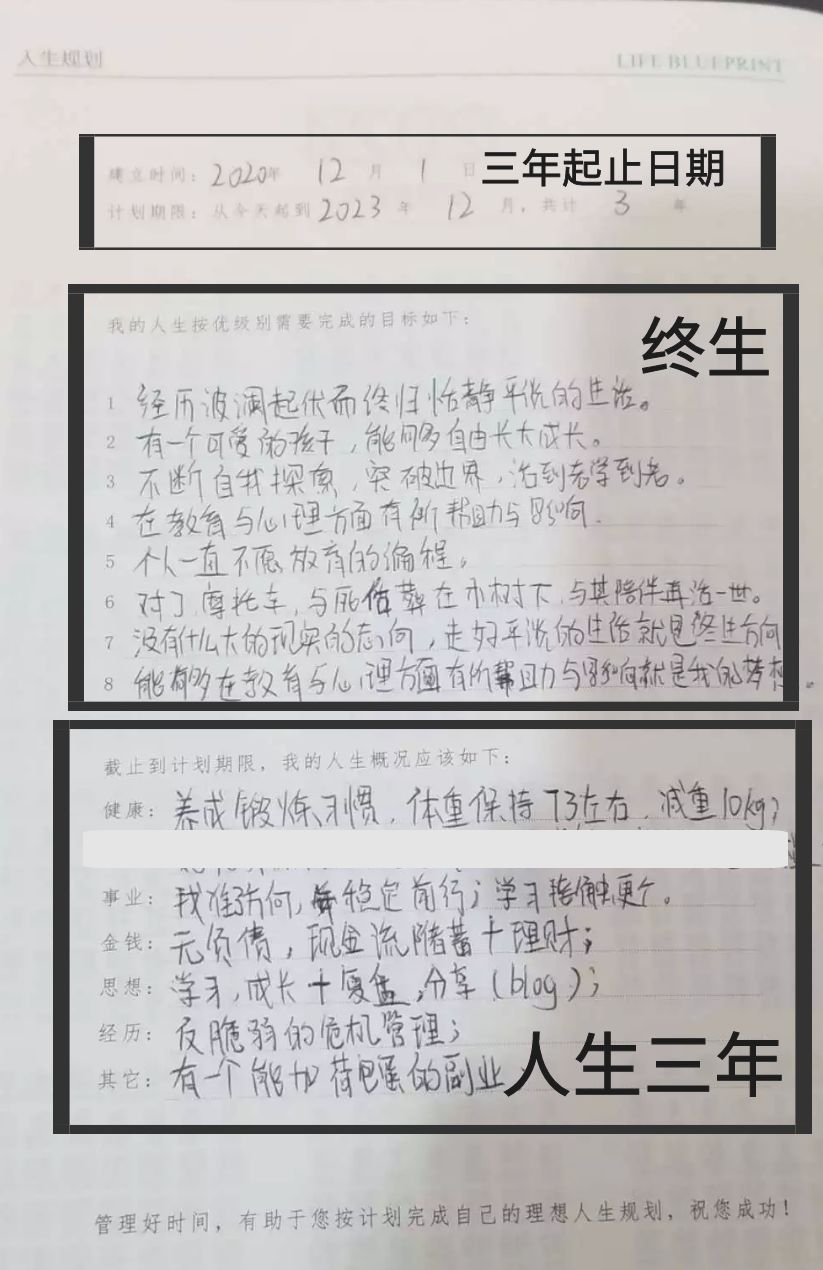 人生规划 LIFE BLUEPRINT
建立时间：2020年 12 月 1 日 三年起止日期
计划期限：从今天起到 2023 年 12 月，共计 3 年
我的人生按优级别需要完成的目标如下：
终生
1 经历波澜起伏而终归恬静平淡的生活。
2 有一个可爱的孩子，能够自由长大成长。
3 不断自我探索，突破边界，活到老学到老。
4 在教育与心理方面有所帮助与影响.
5 个人一直不愿放弃的编程。
6 对了，摩托车，与死后葬在小树下，与其陪伴再活一世。
7 没有什么大的现实的志向，走好平淡的生活就是终生方向
8 能够在教育与心理方面有所帮助与影响就是我的梦想。
截止到计划期限，我的人生概况应该如下：
健康：养成锻炼习惯，体重保持73左右，减重10kg；
事业：我准方向，稳定前行；学习接触更个。
金钱：无负债，现金流储蓄+理财；
思想：学习，成长+复盘，分享（blog）；
经历：反脆弱的危机管理；
其它：有一个能加荷包蛋的副业
人生三年
管理好时间，有助于您按计划完成自己的理想人生规划，祝您成功！